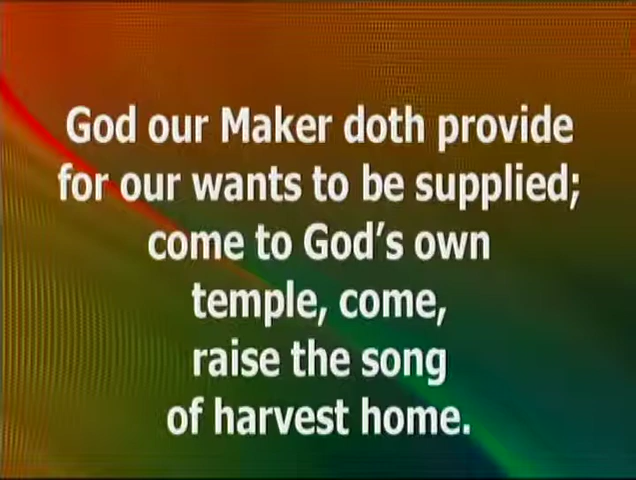 God our Maker doth provide
for our wants to be supplied;
come to God's own
temple, come,
raise the song
of harvest home.